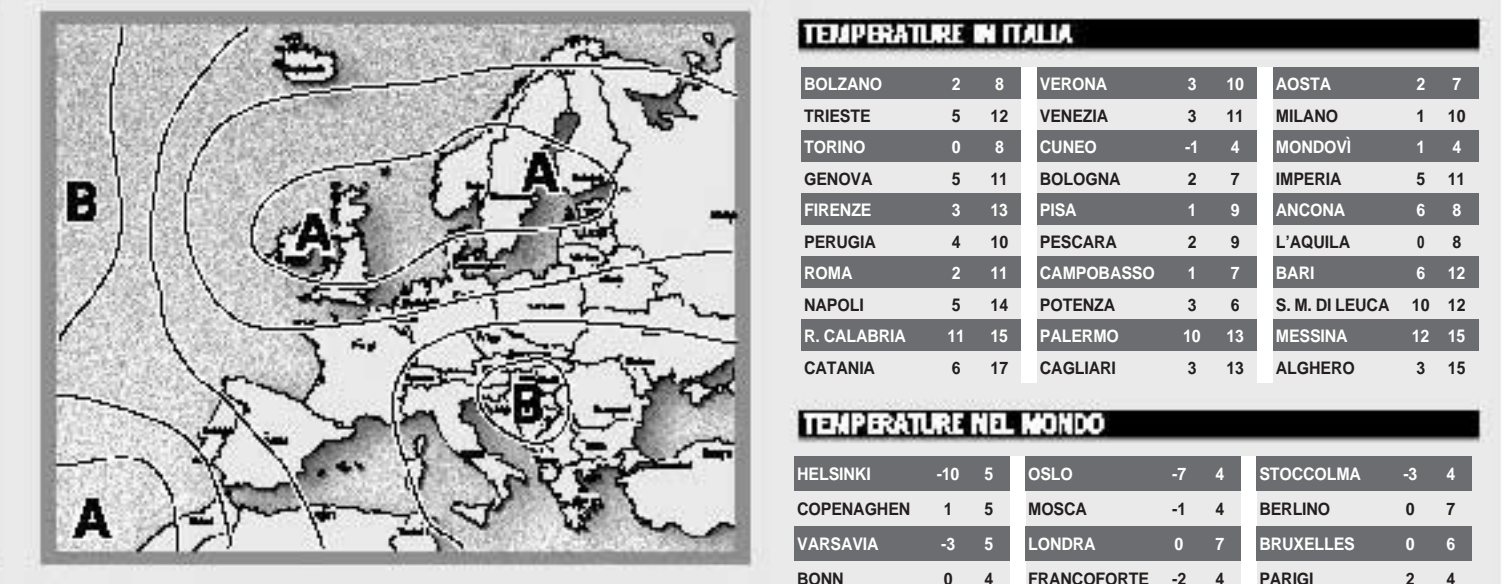 B
A
A
B
A
TEMPERATURE IN ITALIA
BOLZANO 2 8 VERONA 3 10 AOSTA 2 7
TRIESTE 5 12 VENEZIA 3 11 MILANO 1 10
TORINO 0 8 CUNEO -1 4 MONDOVÌ 1 4
GENOVA 5 11 BOLOGNA 2 7 IMPERIA 5 11
FIRENZE 3 13 PISA 1 9 ANCONA 6 8
PERUGIA 4 10 PESCARA 2 9 L'AQUILA 0 8
ROMA 2 11 CAMPOBASSO 1 7 BARI 6 12
NAPOLI 5 14 POTENZA 3 6 S. M. DI LEUCA 10 12
R. CALABRIA 11 15 PALERMO 10 13 MESSINA 12 15
CATANIA 6 17 CAGLIARI 3 13 ALGHERO 3 15
TEMPERATURE NEL MONDO
HELSINKI -10 5 OSLO -7 4 STOCCOLMA -3 4
COPENAGHEN 1 5 MOSCA -1 4 BERLINO 0 7
VARSAVIA -3 5 LONDRA 0 7 BRUXELLES 0 6
BONN 0 4 FRANCOFORTE -2 4 PARIGI 2 4